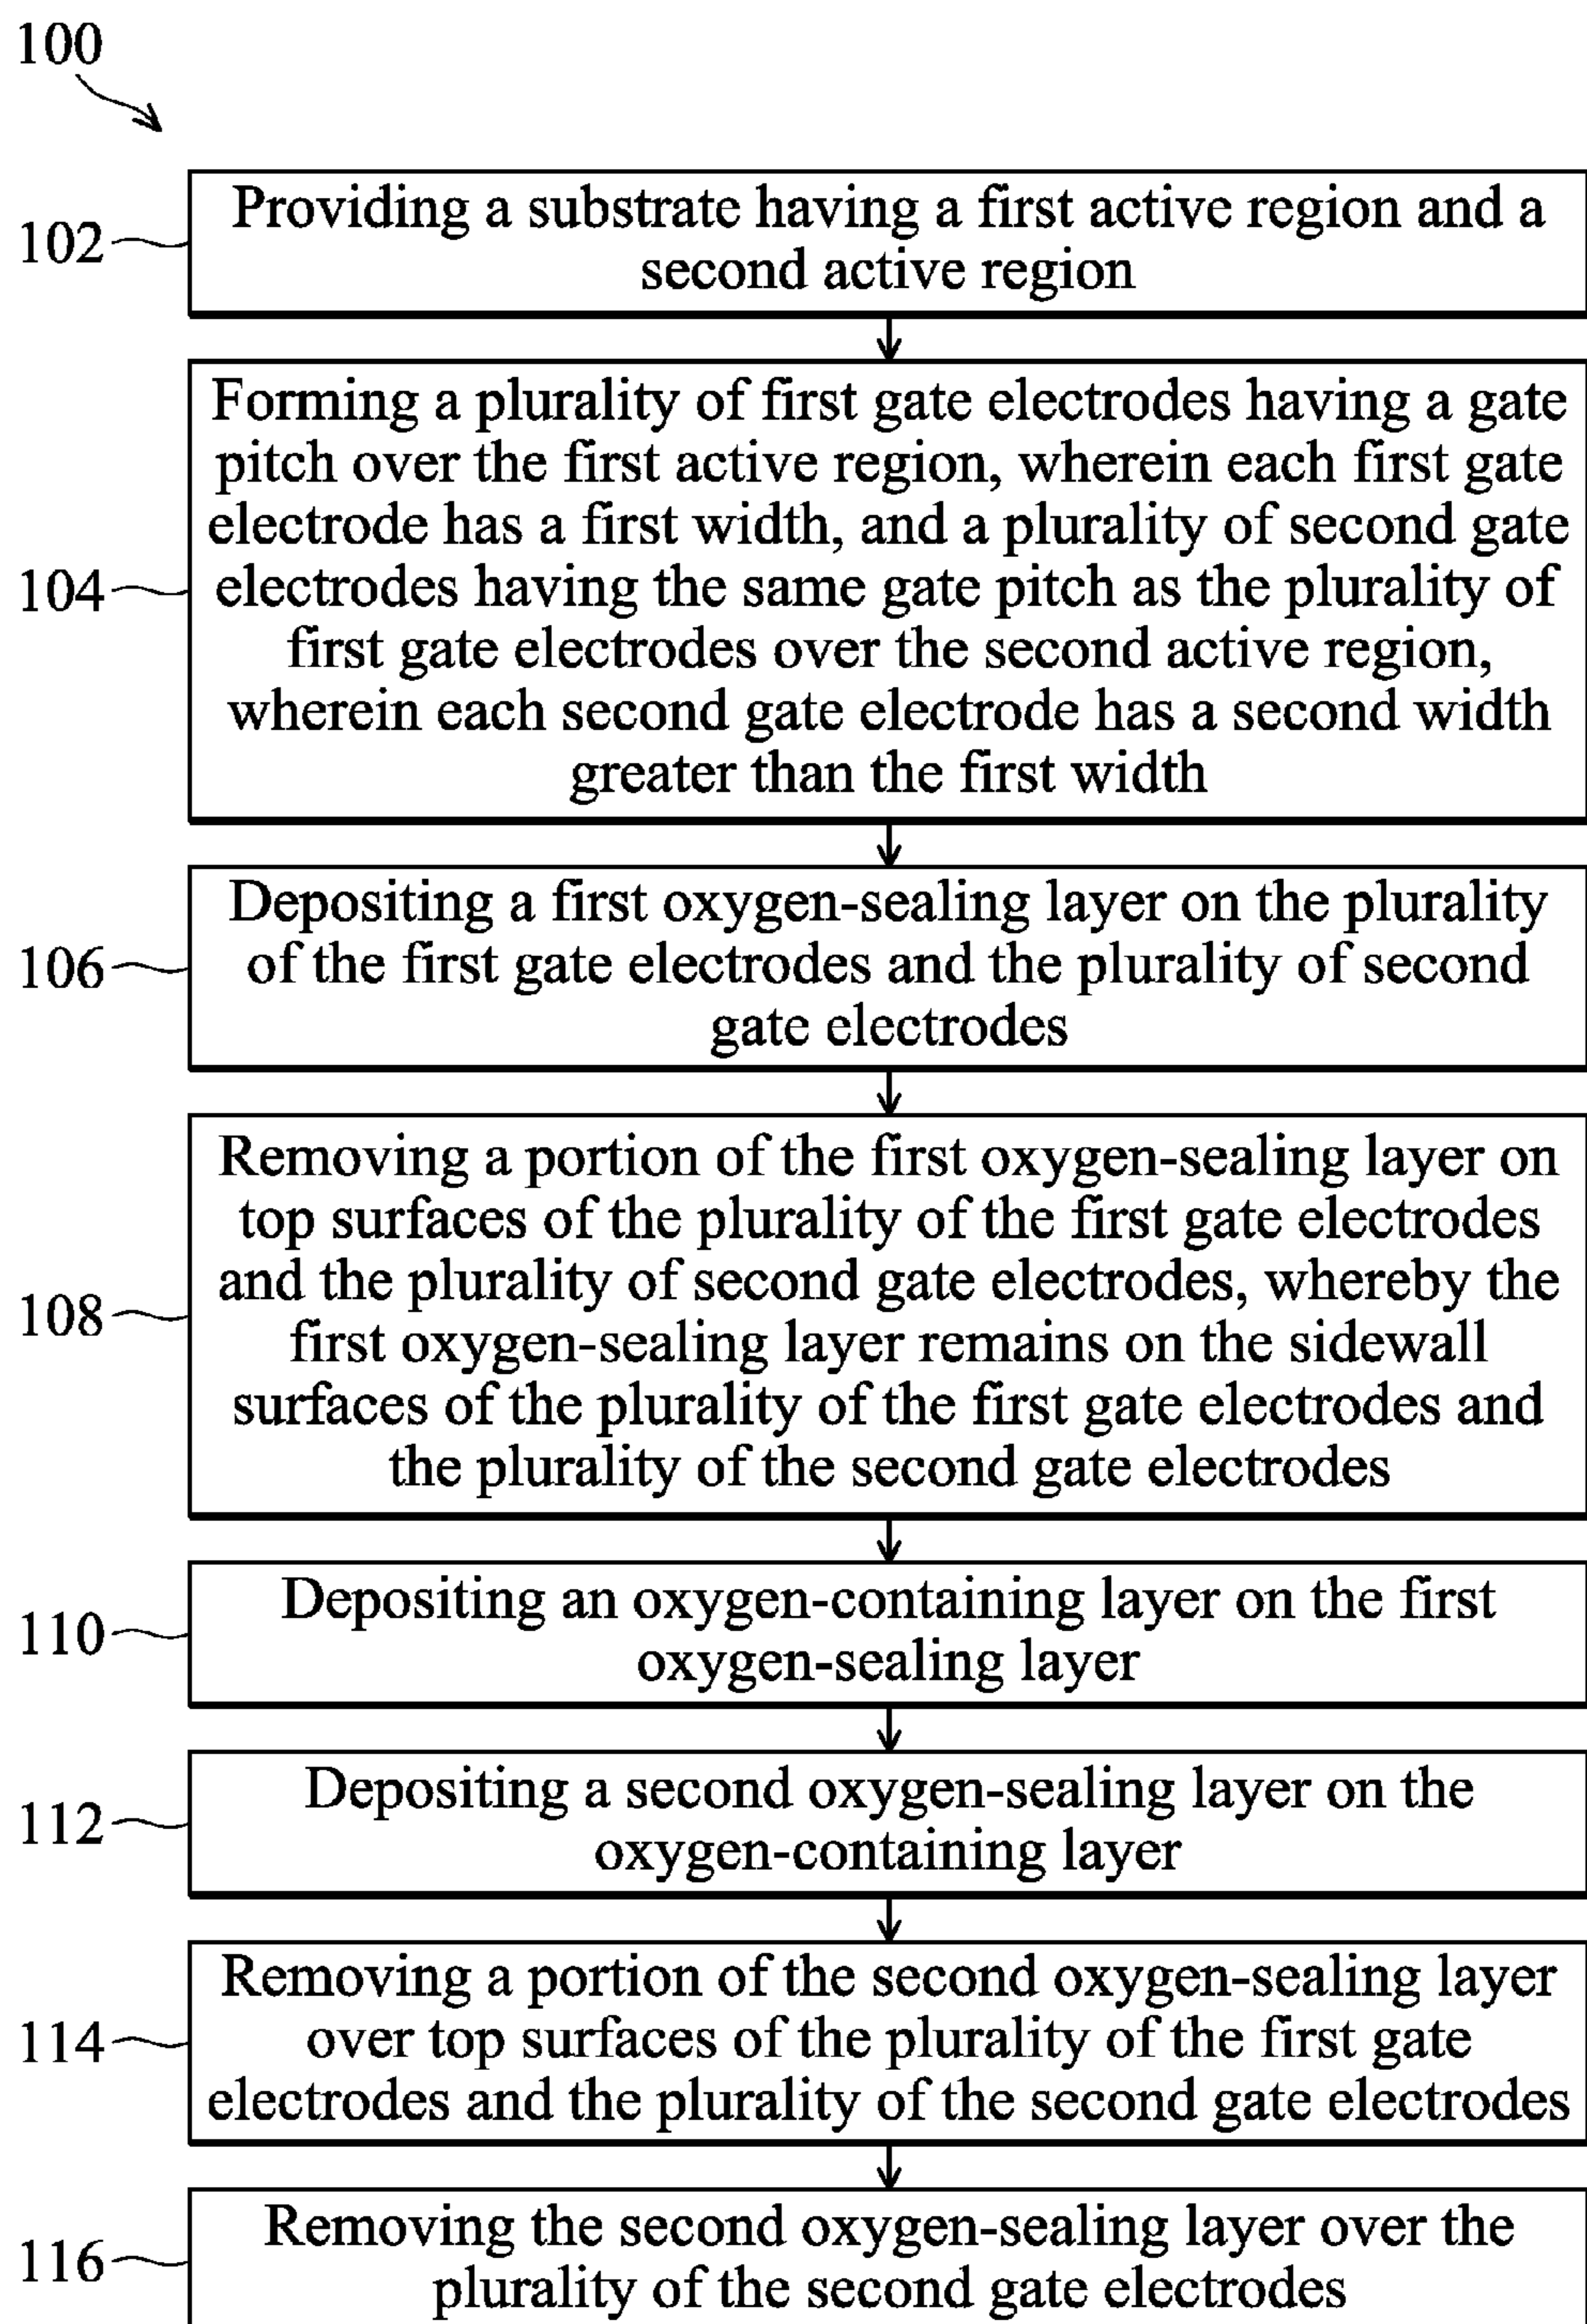 100
102
Providing a substrate having a first active region and a
second active region
104
Forming a plurality of first gate electrodes having a gate
pitch over the first active region, wherein each first gate
electrode has a first width, and a plurality of second gate
electrodes having the same gate pitch as the plurality of
first gate electrodes over the second active region,
wherein each second gate electrode has a second width
greater than the first width
106
Depositing a first oxygen-sealing layer on the plurality
of the first gate electrodes and the plurality of second
gate electrodes
108
Removing a portion of the first oxygen-sealing layer on
top surfaces of the plurality of the first gate electrodes
and the plurality of second gate electrodes, whereby the
first oxygen-sealing layer remains on the sidewall
surfaces of the plurality of the first gate electrodes and
the plurality of the second gate electrodes
110
Depositing an oxygen-containing layer on the first
oxygen-sealing layer
112
Depositing a second oxygen-sealing layer on the
oxygen-containing layer
114
Removing a portion of the second oxygen-sealing layer
over top surfaces of the plurality of the first gate
electrodes and the plurality of the second gate electrodes
116
Removing the second oxygen-sealing layer over the
plurality of the second gate electrodes